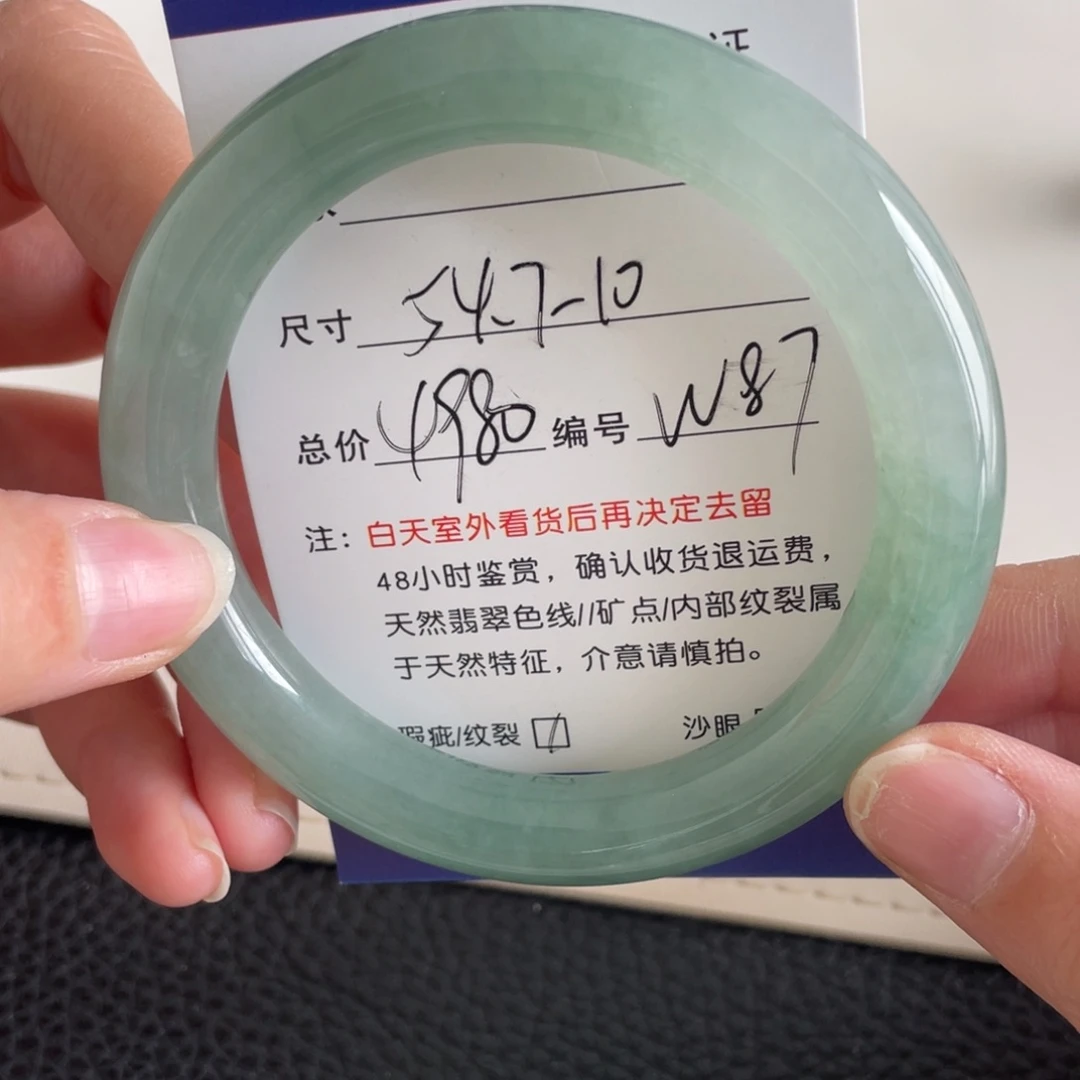 证
尺寸 54.7-10
总价 4980 编号 W87
注：白天室外看货后再决定去留
48小时鉴赏，确认收货退运费，
天然翡翠色线//矿点/内部纹裂属
于天然特征，介意请慎拍。
瑕疵/纹裂 沙眼